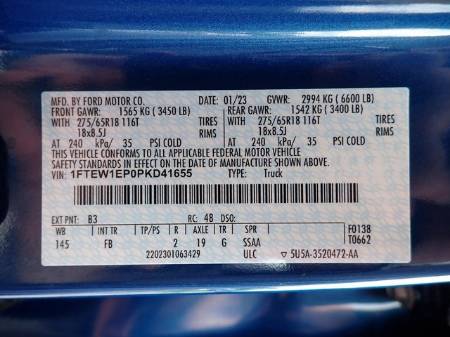 MFD. BY FORD MOTOR CO. 01/23 GVWR: 2994 KG ( 6600 LB)
FRONT GAWR: 1565 KG ( 3450 LB) REAR GAWR: 1542 KG ( 3400 LB)
WITH 275/65R18 116T TIRES WITH 275/65R18 116T TIRES
18x8.5J RIMS 18x8.5J RIMS
AT 240 kPa/ 35 PSI COLD AT 240 kPa/ 35 PSI COLD
THIS VEHICLE CONFORMS TO ALL APPLICABLE FEDERAL MOTOR VEHICLE
SAFETY STANDARDS IN EFFECT ON THE DATE OF MANUFACTURE SHOWN ABOVE.
VIN: 1FTEW1EP0PKD41655 TYPE: Truck
EXT PNT: B3 RC: 4B DSO:
WB INT TR TP/PS R AXLE TR SPR F0138
145 FB 2 19 G SSAA T0662
2202301063429 ULC 5U5A-3520472-AA